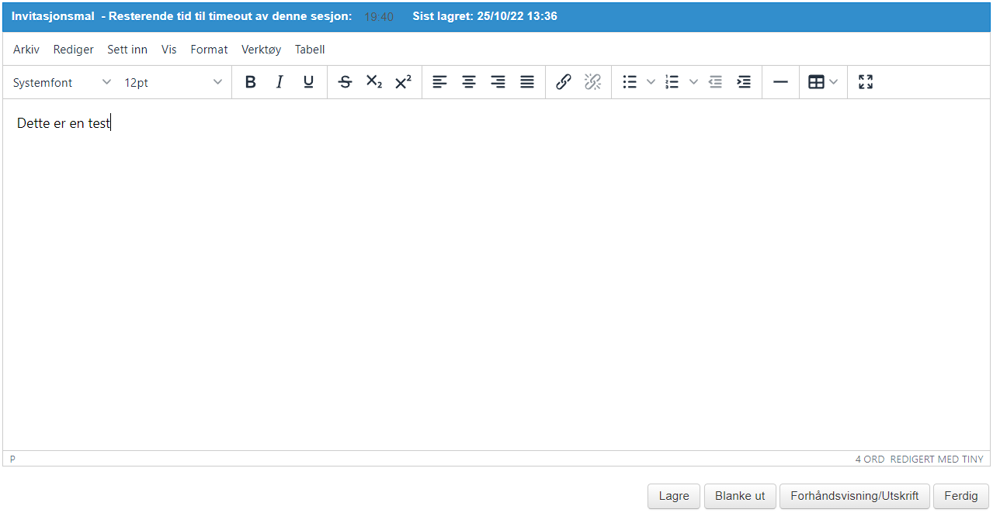 Invitasjonsmal - Resterende tid til timeout av denne sesjon: 19:40 Sist lagret: 25/10/22 13:36
Arkiv Rediger Sett inn Vis Format Verktøy Tabell
Systemfont 12pt
Dette er en test
P 4 ORD REDIGERT MED TINY
Lagre Blanke ut Forhåndsvisning/Utskrift Ferdig